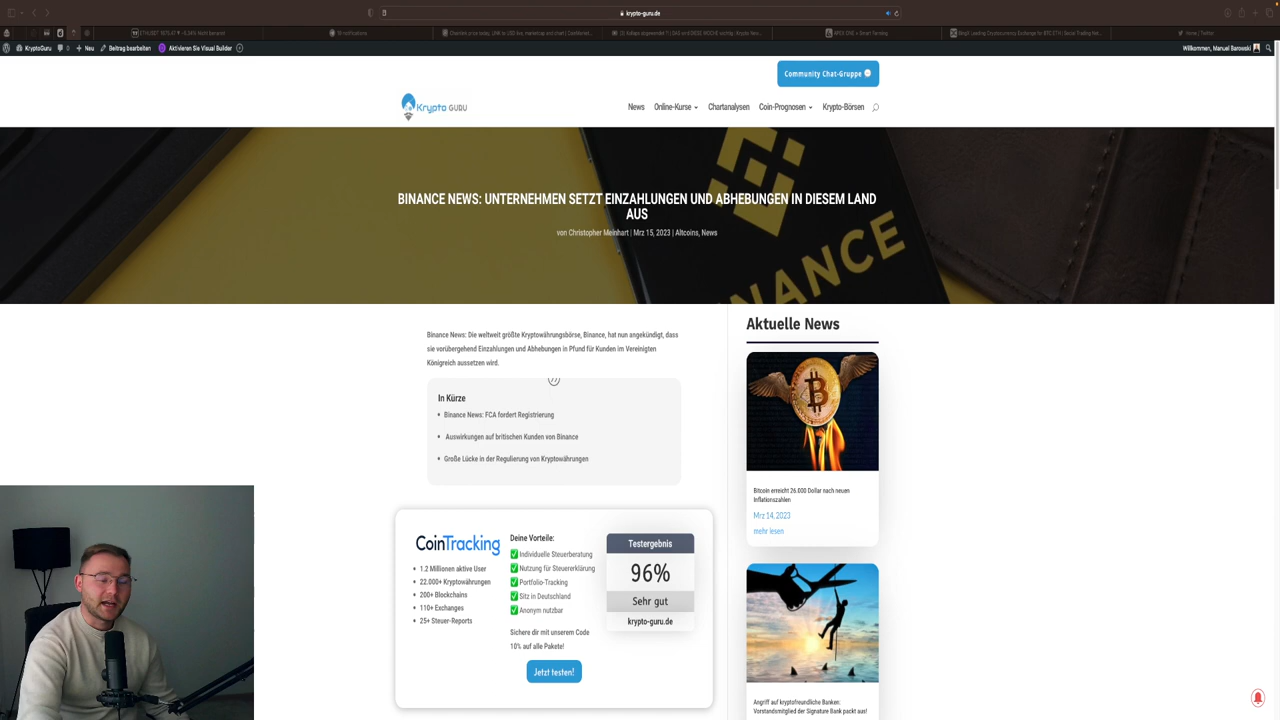 krypto-guru.de
ETHUSDT 1675,47
18 notifications
KryptoGuru
Neu
Beitrag bearbeiten
Aktivieren Sie Visual Builder
Willkommen, Manuel Barowski
Community Chat-Gruppe
Krypto GURU
News
Online-Kurse
Chartanalysen
Coin-Prognosen
Krypto-Börsen
BINANCE NEWS: UNTERNEHMEN SETZT EINZAHLUNGEN UND ABHEBUNGEN IN DIESEM LAND
AUS
von Christopher Meinhart | Mrz 15, 2023 | Altcoins, News
BINANCE
Binance News: Die weltweit größte Kryptowährungsbörse, Binance, hat nun angekündigt, dass
sie vorübergehend Einzahlungen und Abhebungen in Pfund für Kunden im Vereinigten
Königreich aussetzen wird.
In Kürze
Binance News: FCA fordert Registrierung
Auswirkungen auf britischen Kunden von Binance
Große Lücke in der Regulierung von Kryptowährungen
CoinTracking
1.2 Millionen aktive User
22.000+ Kryptowährungen
200+ Blockchains
110+ Exchanges
25+ Steuer-Reports
Deine Vorteile:
Individuelle Steuerberatung
Nutzung für Steuererklärung
Portfolio-Tracking
Sitz in Deutschland
Anonym nutzbar
Sichere dir mit unserem Code
10% auf alle Pakete!
Jetzt testen!
Testergebnis
96%
Sehr gut
krypto-guru.de
Aktuelle News
Bitcoin erreicht 26.000 Dollar nach neuen
Inflationszahlen
Mrz 14, 2023
mehr lesen
Angriff auf kryptofreundliche Banken:
Vorstandsmitglied der Signature Bank packt aus!